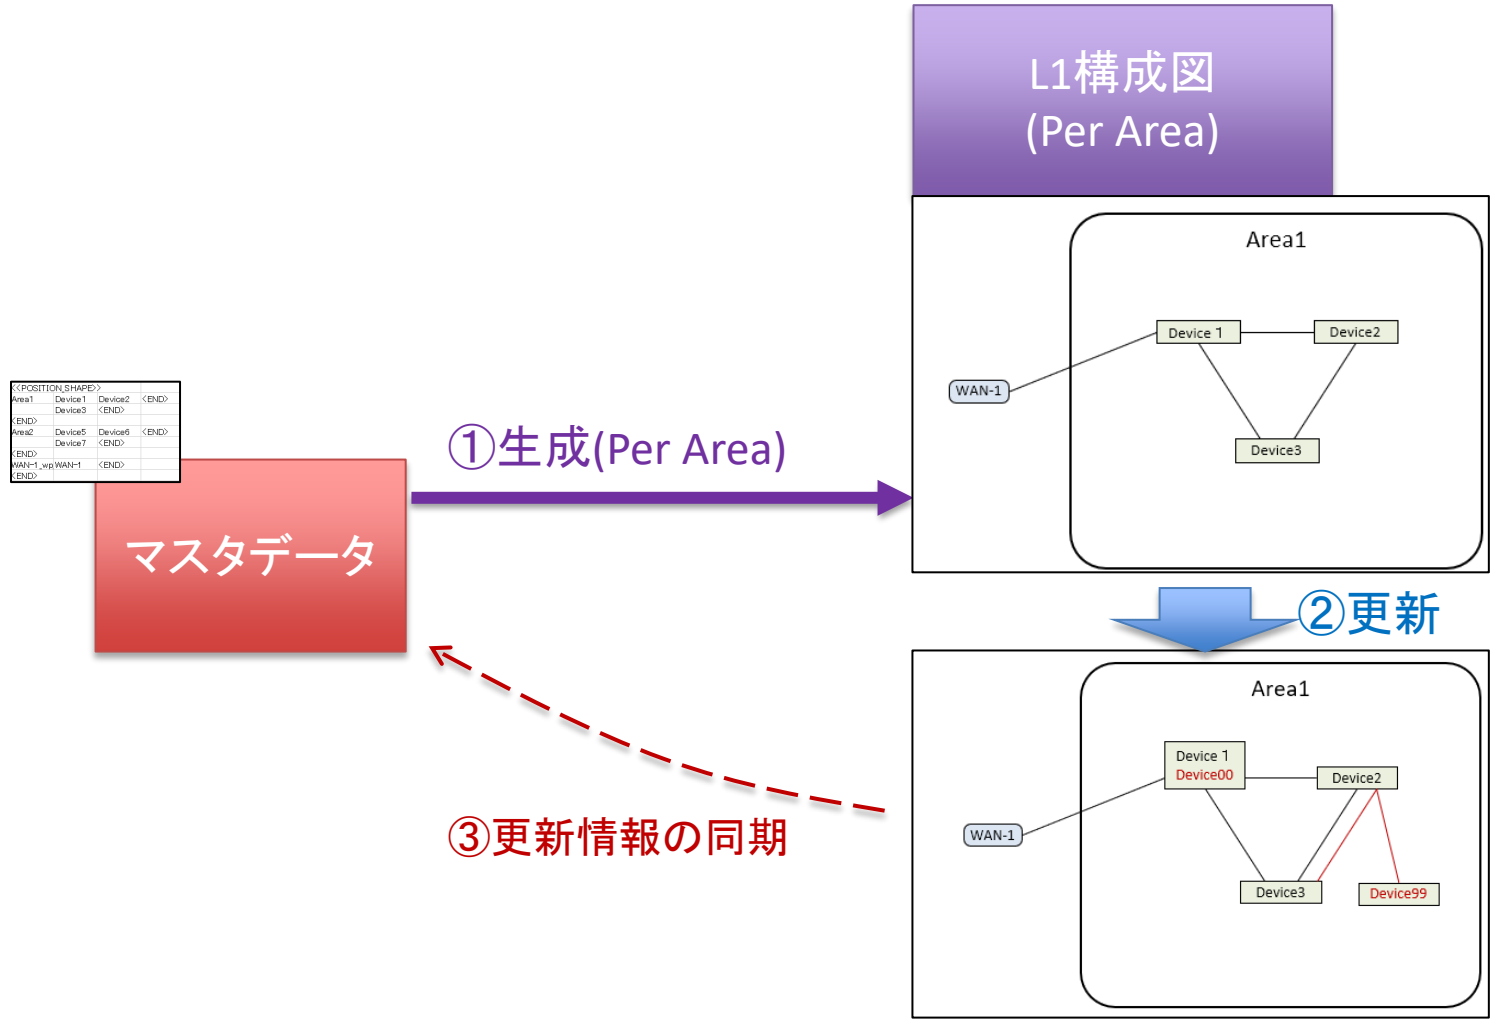 L1構成図
(Per Area)
Area1
Device 1
Device2
WAN-1
Device3
<<POSITION_SHAPE>>
Area1 Device1 Device2 <END>
Device3 <END>
<END>
Area2 Device5 Device6 <END>
Device7 <END>
<END>
WAN-1_wp WAN-1 <END>
<END>
マスタデータ
①生成(Per Area)
②更新
Area1
Device 1
Device00
Device2
WAN-1
Device3
Device99
③更新情報の同期